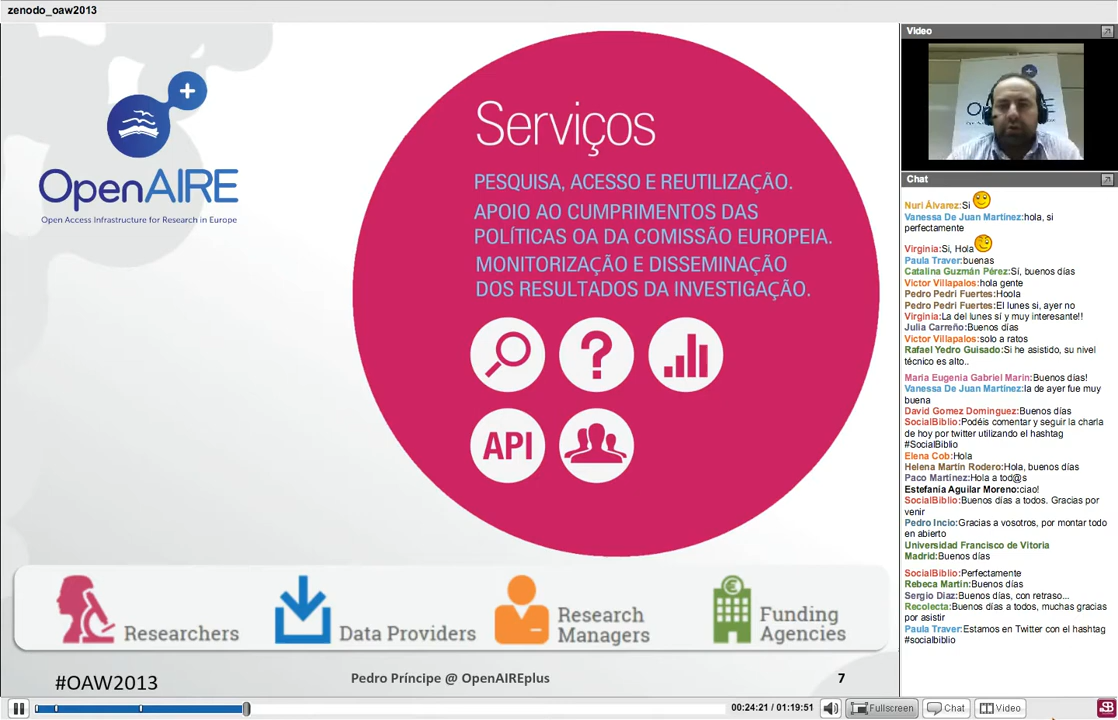 zenodo_oaw2013
OpenAIRE
Open Access Infrastructure for Research in Europe
Serviços
PESQUISA, ACESSO E REUTILIZAÇÃO.
APOIO AO CUMPRIMENTOS DAS
POLÍTICAS OA DA COMISSÃO EUROPEIA.
MONITORIZAÇÃO E DISSEMINAÇÃO
DOS RESULTADOS DA INVESTIGAÇÃO.
?
API
Researchers
Data Providers
Research
Managers
Funding
Agencies
#OAW2013
Pedro Príncipe @ OpenAIREplus
7
00:24:21 / 01:19:51
Fullscreen
Chat
Video
Video
Chat
Nuri Álvarez:Si
Vanessa De Juan Martínez:hola, si
perfectamente
Virginia:Si, Hola
Paula Traver:buenas
Catalina Guzmán Pérez:Sí, buenos días
Victor Villapalos:hola gente
Pedro Pedri Fuertes:Hoola
Pedro Pedri Fuertes:El lunes si, ayer no
Virginia:La del lunes sí y muy interesante!!
Julia Carreño:Buenos días
Victor Villapalos:solo a ratos
Rafael Yedro Guisado:Si he asistido, su nivel
técnico es alto..
Maria Eugenia Gabriel Marin:Buenos días!
Vanessa De Juan Martínez:la de ayer fue muy
buena
David Gomez Dominguez:Buenos días
SocialBiblio:Podéis comentar y seguir la charla
de hoy por twitter utilizando el hashtag
#SocialBiblio
Elena Cob:Hola
Helena Martín Rodero:Hola, buenos días
Paco Martínez:Hola a tod@s
Estefanía Aguilar Moreno:ciao!
SocialBiblio:Buenos días a todos. Gracias por
venir
Pedro Incio:Gracias a vosotros, por montar todo
en abierto
Universidad Francisco de Vitoria
Madrid:Buenos días
SocialBiblio:Perfectamente
Rebeca Martin:Buenos días
Sergio Diaz:Buenos días, con retraso...
Recolecta:Buenos días a todos, muchas gracias
por asistir
Paula Traver:Estamos en Twitter con el hashtag
#socialbiblio